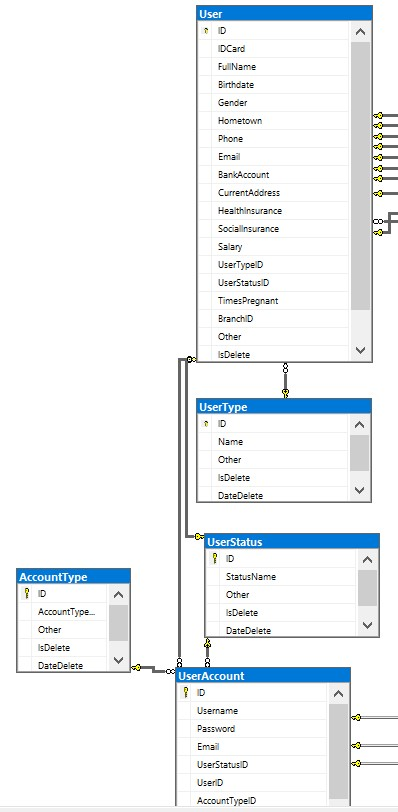 User
ID
IDCard
FullName
Birthdate
Gender
Hometown
Phone
Email
BankAccount
CurrentAddress
HealthInsurance
SocialInsurance
Salary
UserTypeID
UserStatusID
TimesPregnant
BranchID
Other
IsDelete
UserType
ID
Name
Other
IsDelete
DateDelete
UserStatus
ID
StatusName
Other
IsDelete
DateDelete
AccountType
ID
AccountType...
Other
IsDelete
DateDelete
UserAccount
ID
Username
Password
Email
UserStatusID
UserID
AccountTypeID